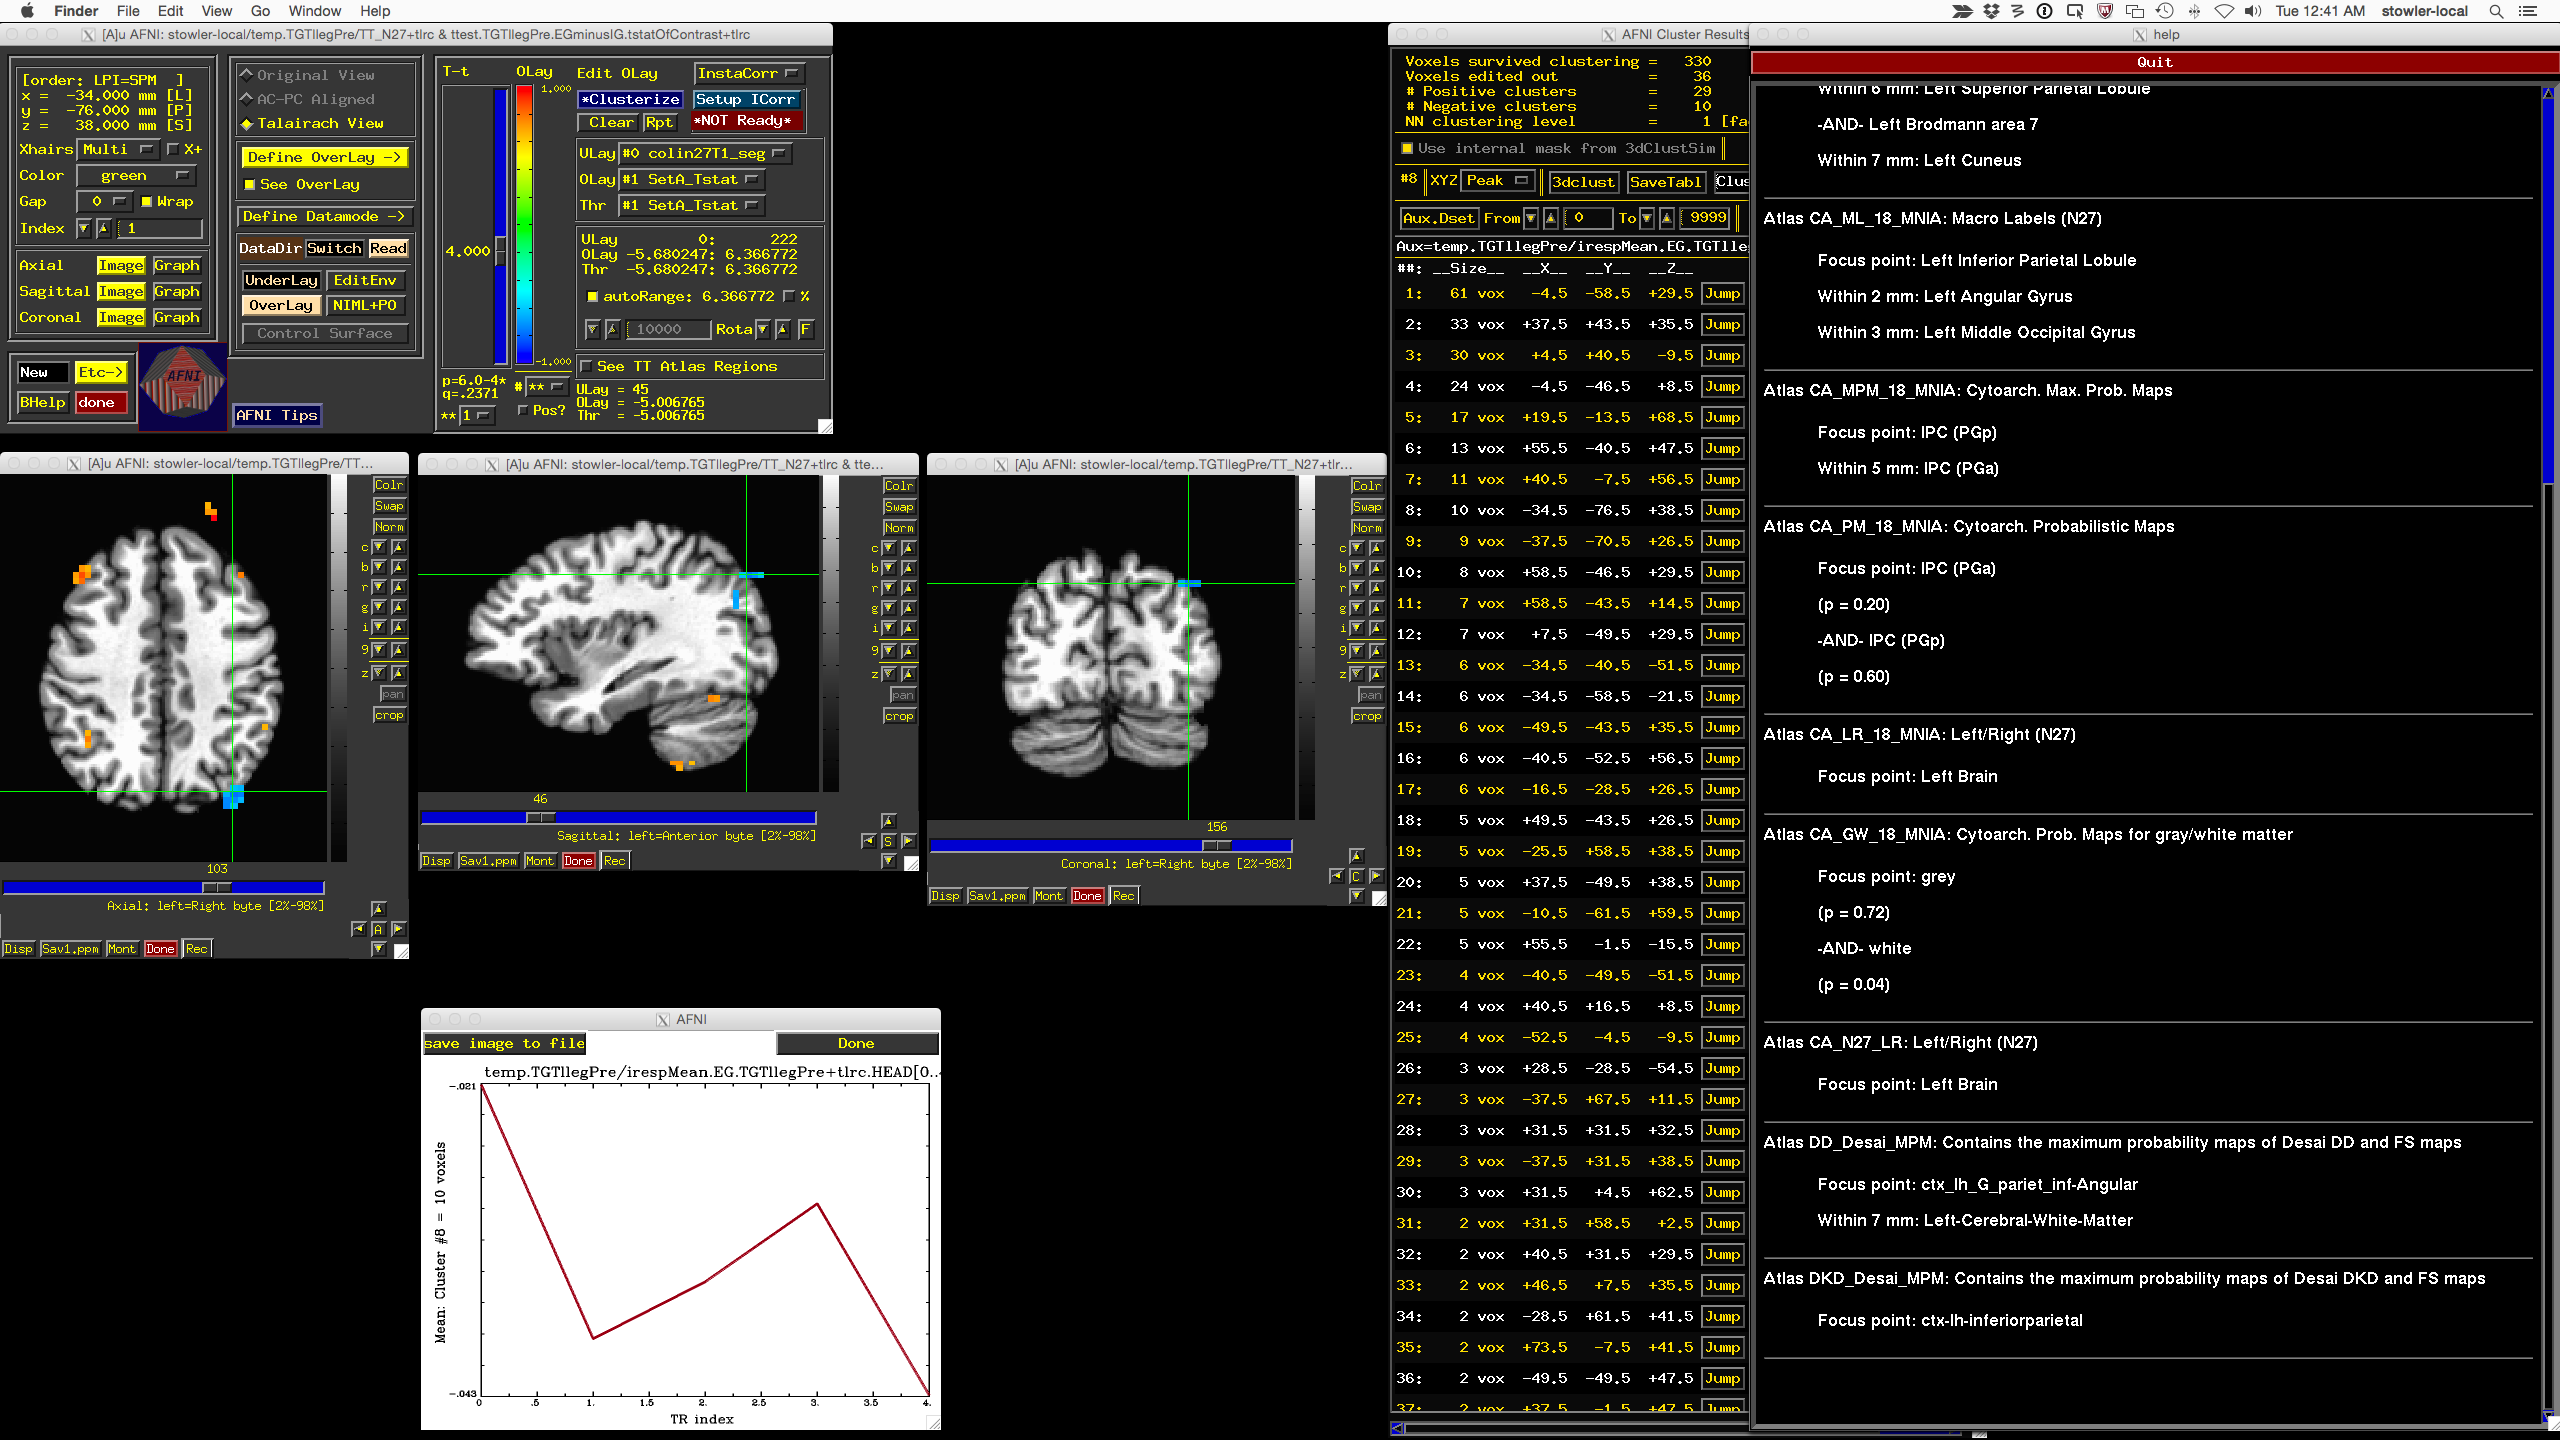 Finder File Edit View Go Window Help
Tue 12:41 AM stowler-local
[A]u AFNI: stowler-local/temp.TGTllegPre/TT_N27+tlrc & ttest.TGTllegPre.EGminusIG.tstatOfContrast+tlrc
[order: LPI=SPM ]
x = -34.000 mm [L]
y = -76.000 mm [P]
z = 38.000 mm [S]
Xhairs Multi X+
Color green
Gap 0 Wrap
Index 1
Axial Image Graph
Sagittal Image Graph
Coronal Image Graph
New Etc->
BHelp done
AFNI
Original View
AC-PC Aligned
Talairach View
Define OverLay ->
See OverLay
Define Datamode ->
DataDir Switch Read
UnderLay EditEnv
OverLay NIML+PO
Control Surface
AFNI Tips
T-t
4.000
p=6.0-4*
q=.2371
** 1
OLay
1.000
-1.000
# **
Pos?
Edit OLay InstaCorr
*Clusterize Setup ICorr
Clear Rpt *NOT Ready*
ULay #0 colin27T1_seg
OLay #1 SetA_Tstat
Thr #1 SetA_Tstat
ULay 0: 222
OLay -5.680247: 6.366772
Thr -5.680247: 6.366772
autoRange: 6.366772 %
10000 Rota F
See TT Atlas Regions
ULay = 45
OLay = -5.006765
Thr = -5.006765
[A]u AFNI: stowler-local/temp.TGTllegPre/TT...
Colr
Swap
Norm
c
b
r
g
i
9
z
pan
crop
103
Axial: left=Right byte [2%-98%]
A
Disp Sav1.ppm Mont Done Rec
[A]u AFNI: stowler-local/temp.TGTllegPre/TT_N27+tlrc & tte...
Colr
Swap
Norm
c
b
r
g
i
9
z
pan
crop
46
Sagittal: left=Anterior byte [2%-98%]
S
Disp Sav1.ppm Mont Done Rec
[A]u AFNI: stowler-local/temp.TGTllegPre/TT_N27+tlr...
Colr
Swap
Norm
c
b
r
g
i
9
z
pan
crop
156
Coronal: left=Right byte [2%-98%]
C
Disp Sav1.ppm Mont Done Rec
AFNI
save image to file Done
temp.TGTllegPre/irespMean.EG.TGTllegPre+tlrc.HEAD[0..
-.021
Mean: Cluster #8 = 10 voxels
-.043
0 .5 1. 1.5 2. 2.5 3. 3.5 4.
TR index
AFNI Cluster Results
Voxels survived clustering = 330
Voxels edited out = 36
# Positive clusters = 29
# Negative clusters = 10
NN clustering level = 1 [fa
Use internal mask from 3dClustSim
#8 XYZ Peak 3dclust SaveTabl Clus
Aux.Dset From 0 To 9999
Aux=temp.TGTllegPre/irespMean.EG.TGTlle
##: __Size__ __X__ __Y__ __Z__
1: 61 vox -4.5 -58.5 +29.5 Jump
2: 33 vox +37.5 +43.5 +35.5 Jump
3: 30 vox +4.5 +40.5 -9.5 Jump
4: 24 vox -4.5 -46.5 +8.5 Jump
5: 17 vox +19.5 -13.5 +68.5 Jump
6: 13 vox +55.5 -40.5 +47.5 Jump
7: 11 vox +40.5 -7.5 +56.5 Jump
8: 10 vox -34.5 -76.5 +38.5 Jump
9: 9 vox -37.5 -70.5 +26.5 Jump
10: 8 vox +58.5 -46.5 +29.5 Jump
11: 7 vox +58.5 -43.5 +14.5 Jump
12: 7 vox +7.5 -49.5 +29.5 Jump
13: 6 vox -34.5 -40.5 -51.5 Jump
14: 6 vox -34.5 -58.5 -21.5 Jump
15: 6 vox -49.5 -43.5 +35.5 Jump
16: 6 vox -40.5 -52.5 +56.5 Jump
17: 6 vox -16.5 -28.5 +26.5 Jump
18: 5 vox +49.5 -43.5 +26.5 Jump
19: 5 vox -25.5 +58.5 +38.5 Jump
20: 5 vox +37.5 -49.5 +38.5 Jump
21: 5 vox -10.5 -61.5 +59.5 Jump
22: 5 vox +55.5 -1.5 -15.5 Jump
23: 4 vox -40.5 -49.5 -51.5 Jump
24: 4 vox +40.5 +16.5 +8.5 Jump
25: 4 vox -52.5 -4.5 -9.5 Jump
26: 3 vox +28.5 -28.5 -54.5 Jump
27: 3 vox -37.5 +67.5 +11.5 Jump
28: 3 vox +31.5 +31.5 +32.5 Jump
29: 3 vox -37.5 +31.5 +38.5 Jump
30: 3 vox +31.5 +4.5 +62.5 Jump
31: 2 vox +31.5 +58.5 +2.5 Jump
32: 2 vox +40.5 +31.5 +29.5 Jump
33: 2 vox +46.5 +7.5 +35.5 Jump
34: 2 vox -28.5 +61.5 +41.5 Jump
35: 2 vox +73.5 -7.5 +41.5 Jump
36: 2 vox -49.5 -49.5 +47.5 Jump
37: 2 vox +37.5 -1.5 +47.5 Jump
help
Quit
Within 6 mm: Left Superior Parietal Lobule
-AND- Left Brodmann area 7
Within 7 mm: Left Cuneus
Atlas CA_ML_18_MNIA: Macro Labels (N27)
Focus point: Left Inferior Parietal Lobule
Within 2 mm: Left Angular Gyrus
Within 3 mm: Left Middle Occipital Gyrus
Atlas CA_MPM_18_MNIA: Cytoarch. Max. Prob. Maps
Focus point: IPC (PGp)
Within 5 mm: IPC (PGa)
Atlas CA_PM_18_MNIA: Cytoarch. Probabilistic Maps
Focus point: IPC (PGa)
(p = 0.20)
-AND- IPC (PGp)
(p = 0.60)
Atlas CA_LR_18_MNIA: Left/Right (N27)
Focus point: Left Brain
Atlas CA_GW_18_MNIA: Cytoarch. Prob. Maps for gray/white matter
Focus point: grey
(p = 0.72)
-AND- white
(p = 0.04)
Atlas CA_N27_LR: Left/Right (N27)
Focus point: Left Brain
Atlas DD_Desai_MPM: Contains the maximum probability maps of Desai DD and FS maps
Focus point: ctx_lh_G_pariet_inf-Angular
Within 7 mm: Left-Cerebral-White-Matter
Atlas DKD_Desai_MPM: Contains the maximum probability maps of Desai DKD and FS maps
Focus point: ctx-lh-inferiorparietal